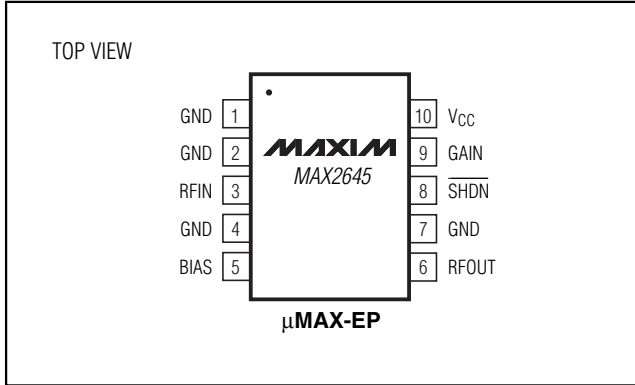 TOP VIEW
GND 1
10 VCC
GND 2
MAXIM
9 GAIN
RFIN 3
MAX2645
8 SHDN
GND 4
7 GND
BIAS 5
6 RFOUT
μMAX-EP